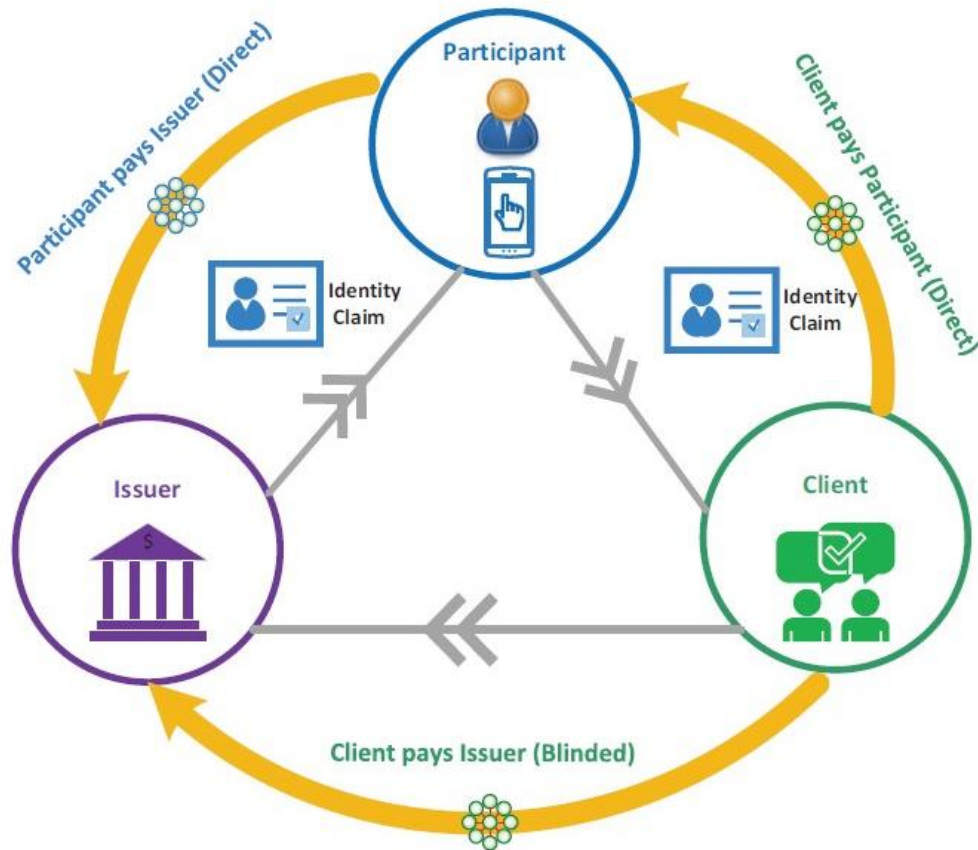 Participant
Participant pays Issuer (Direct)
Client pays Participant (Direct)
Identity
Claim
Identity
Claim
Issuer
$
Client
Client pays Issuer (Blinded)